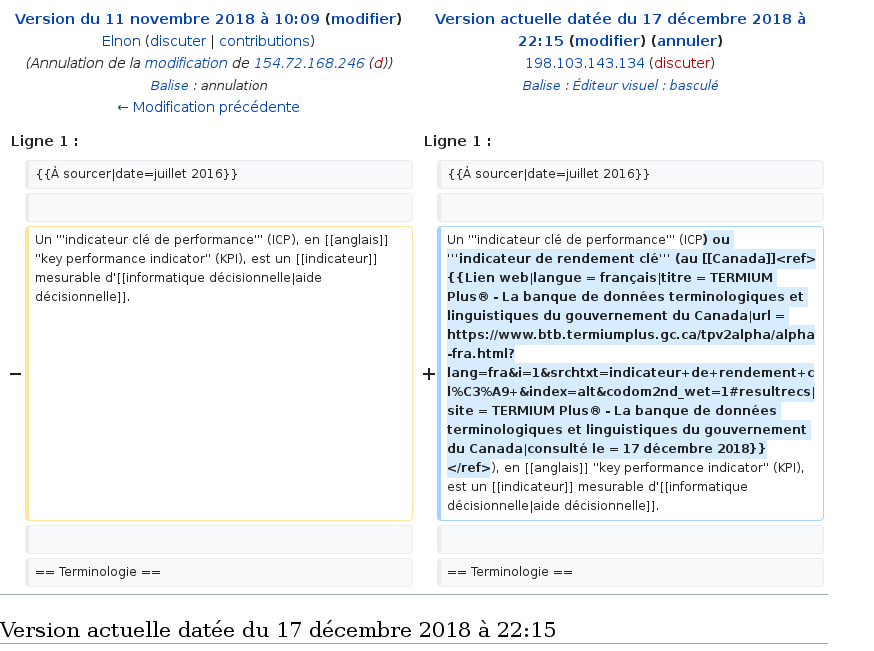 Version du 11 novembre 2018 à 10:09 (modifier)
Elnon (discuter | contributions)
(Annulation de la modification de 154.72.168.246 (d))
Balise : annulation
← Modification précédente
Version actuelle datée du 17 décembre 2018 à
22:15 (modifier) (annuler)
198.103.143.134 (discuter)
Balise : Éditeur visuel : basculé
Ligne 1 :
Ligne 1 :
{{À sourcer|date=juillet 2016}}
{{À sourcer|date=juillet 2016}}
−
Un '''indicateur clé de performance''' (ICP), en [[anglais]]
''key performance indicator'' (KPI), est un [[indicateur]]
mesurable d'[[informatique décisionnelle|aide
décisionnelle]].
+
Un '''indicateur clé de performance''' (ICP) ou
'''indicateur de rendement clé''' (au [[Canada]]<ref>
{{Lien web|langue = français|titre = TERMIUM
Plus® - La banque de données terminologiques et
linguistiques du gouvernement du Canada|url =
https://www.btb.termiumplus.gc.ca/tpv2alpha/alpha
-fra.html?
lang=fra&i=1&srchtxt=indicateur+de+rendement+c
l%C3%A9+&index=alt&codom2nd_wet=1#resultrecs|
site = TERMIUM Plus® - La banque de données
terminologiques et linguistiques du gouvernement
du Canada|consulté le = 17 décembre 2018}}
</ref>), en [[anglais]] ''key performance indicator'' (KPI),
est un [[indicateur]] mesurable d'[[informatique
décisionnelle|aide décisionnelle]].
== Terminologie ==
== Terminologie ==
Version actuelle datée du 17 décembre 2018 à 22:15